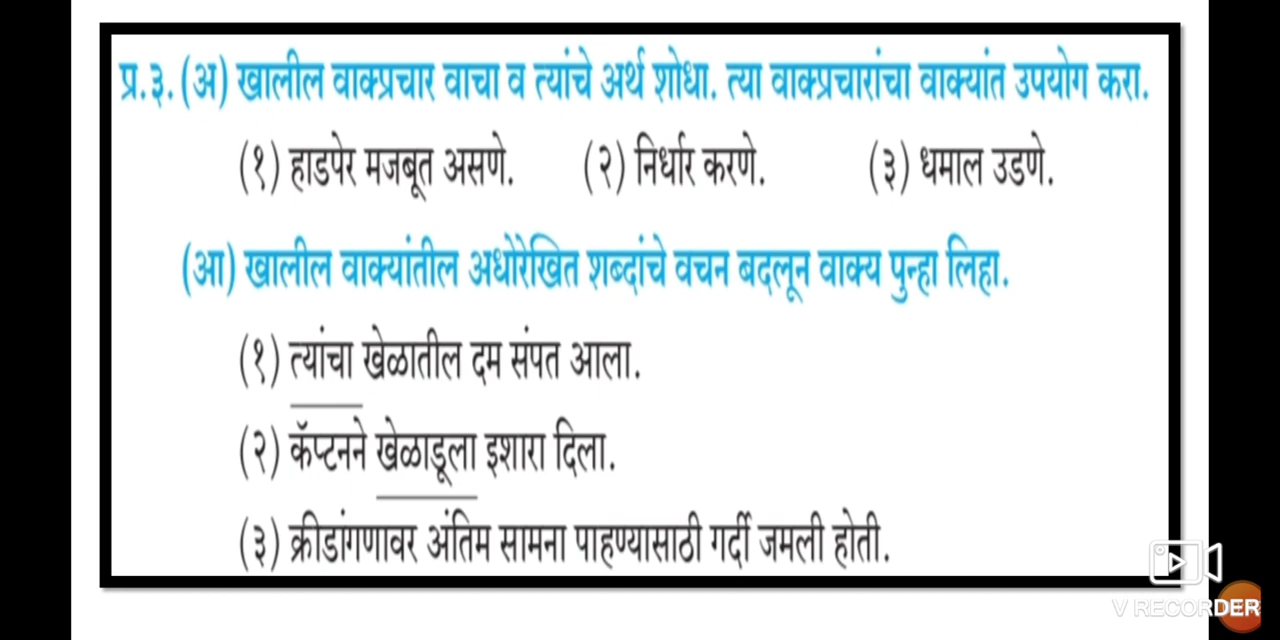 प्र.३. (अ) खालील वाक्प्रचार वाचा व त्यांचे अर्थ शोधा. त्या वाक्प्रचारांचा वाक्यांत उपयोग करा.
(१) हाडपेर मजबूत असणे. (२) निर्धार करणे. (३) धमाल उडणे.
(आ) खालील वाक्यांतील अधोरेखित शब्दांचे वचन बदलून वाक्य पुन्हा लिहा.
(१) त्यांचा खेळातील दम संपत आला.
(२) कॅप्टनने खेळाडूला इशारा दिला.
(३) क्रीडांगणावर अंतिम सामना पाहण्यासाठी गर्दी जमली होती.
V RECORDER